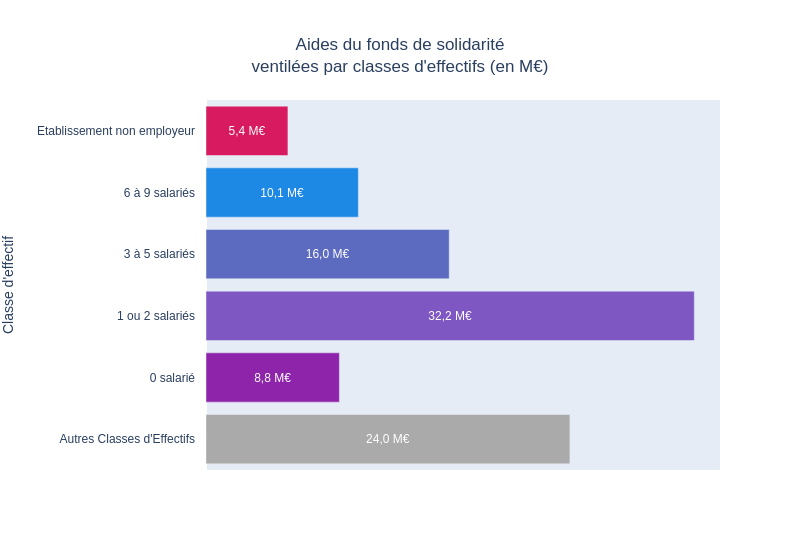 Aides du fonds de solidarité
ventilées par classes d'effectifs (en M€)
Classe d'effectif
Etablissement non employeur
5,4 M€
6 à 9 salariés
10,1 M€
3 à 5 salariés
16,0 M€
1 ou 2 salariés
32,2 M€
0 salarié
8,8 M€
Autres Classes d'Effectifs
24,0 M€